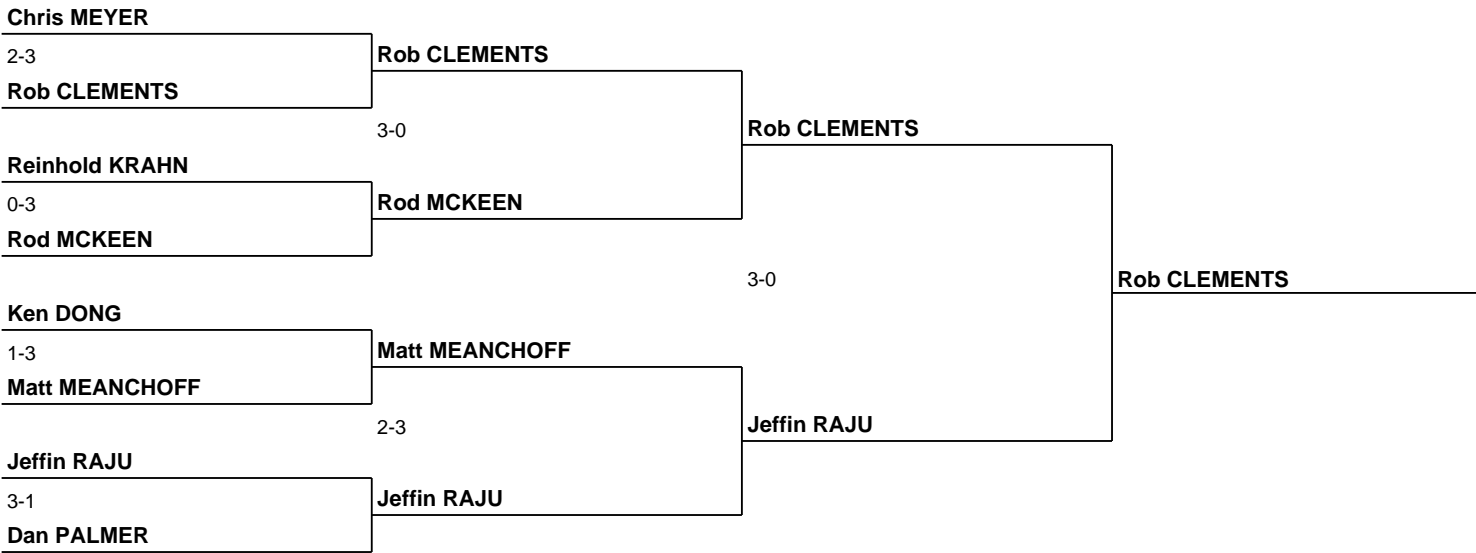 Chris MEYER
2-3
Rob CLEMENTS
Rob CLEMENTS
3-0
Rob CLEMENTS
Reinhold KRAHN
0-3
Rod MCKEEN
Rod MCKEEN
3-0
Rob CLEMENTS
Ken DONG
1-3
Matt MEANCHOFF
Matt MEANCHOFF
2-3
Jeffin RAJU
Jeffin RAJU
3-1
Jeffin RAJU
Dan PALMER